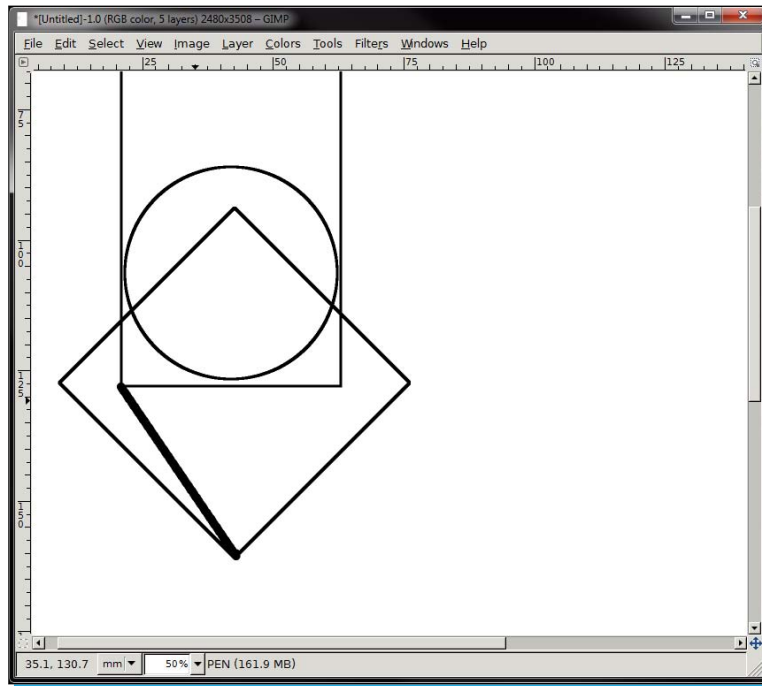 *[Untitled]-1.0 (RGB color, 5 layers) 2480x3508 – GIMP
File Edit Select View Image Layer Colors Tools Filters Windows Help
25 50 75 100 125
75
100
125
150
35.1, 130.7 mm 50% PEN (161.9 MB)